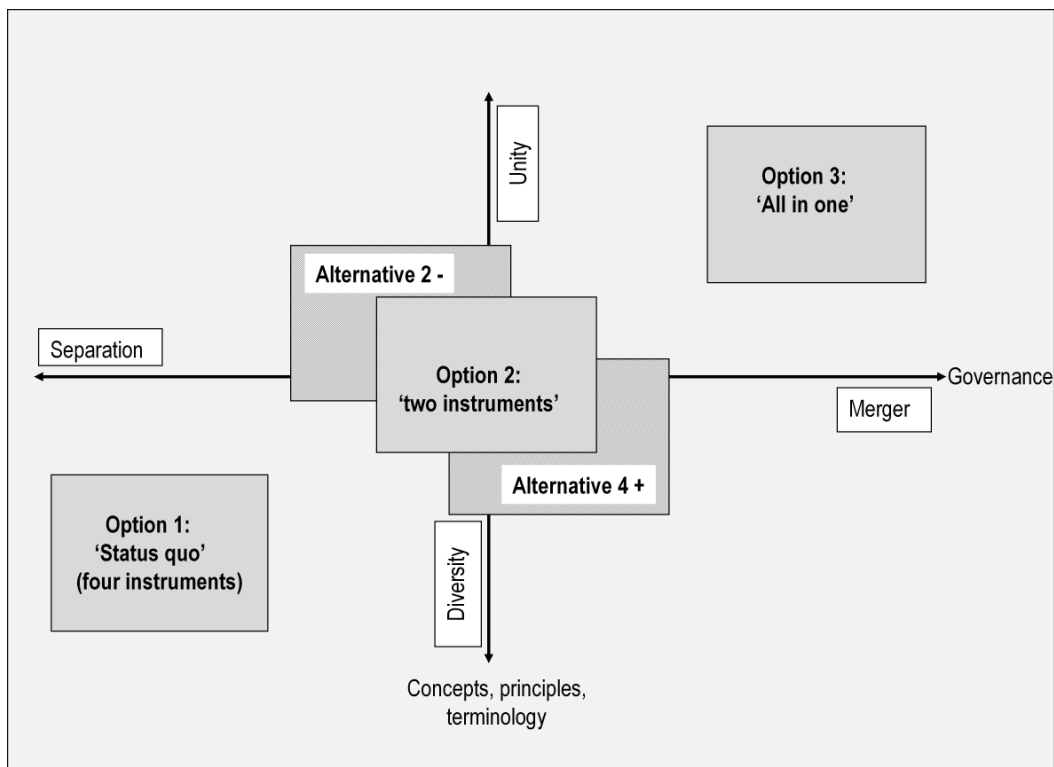 Unity
Option 3:
‘All in one’
Alternative 2 -
Separation
Option 2:
‘two instruments’
Governance
Merger
Alternative 4 +
Option 1:
‘Status quo’
(four instruments)
Diversity
Concepts, principles,
terminology